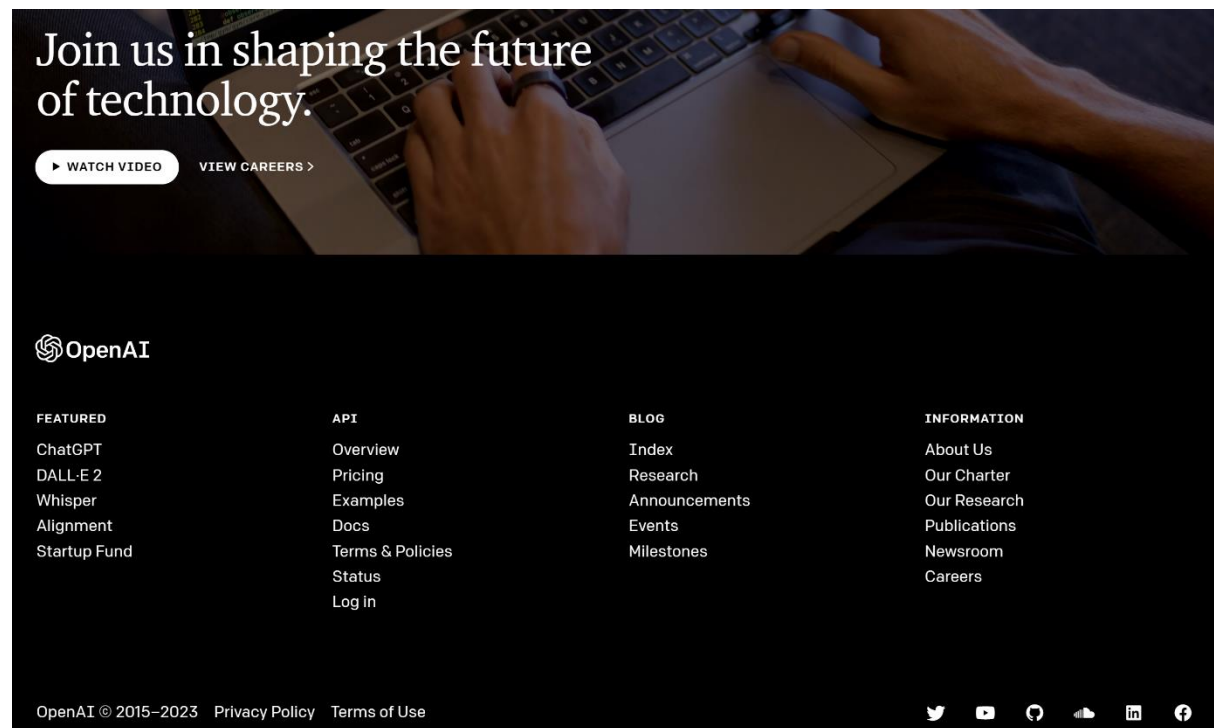 Join us in shaping the future
of technology.
WATCH VIDEO
VIEW CAREERS >
OpenAI
FEATURED
ChatGPT
DALL·E 2
Whisper
Alignment
Startup Fund
API
Overview
Pricing
Examples
Docs
Terms & Policies
Status
Log in
BLOG
Index
Research
Announcements
Events
Milestones
INFORMATION
About Us
Our Charter
Our Research
Publications
Newsroom
Careers
OpenAI © 2015–2023 Privacy Policy Terms of Use